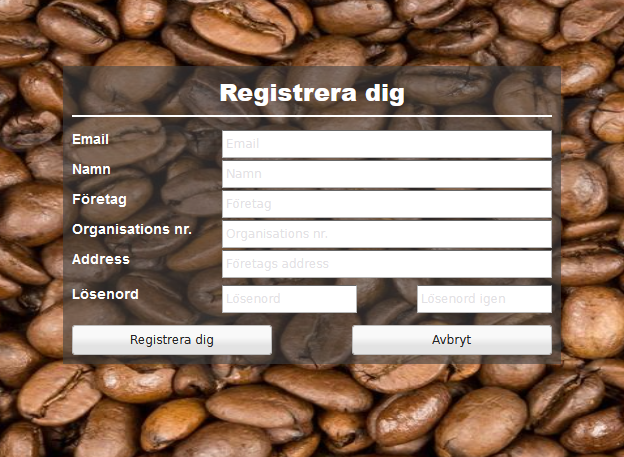 Registrera dig
Email Email
Namn Namn
Företag Företag
Organisations nr. Organisations nr.
Address Företags address
Lösenord Lösenord Lösenord igen
Registrera dig Avbryt